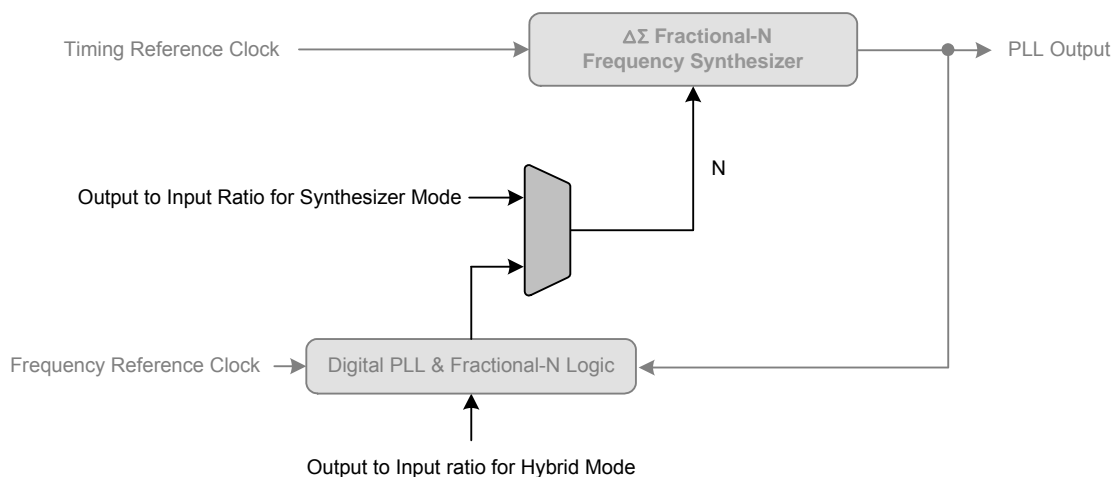 Timing Reference Clock
ΔΣ Fractional-N
Frequency Synthesizer
PLL Output
N
Output to Input Ratio for Synthesizer Mode
Frequency Reference Clock
Digital PLL & Fractional-N Logic
Output to Input ratio for Hybrid Mode